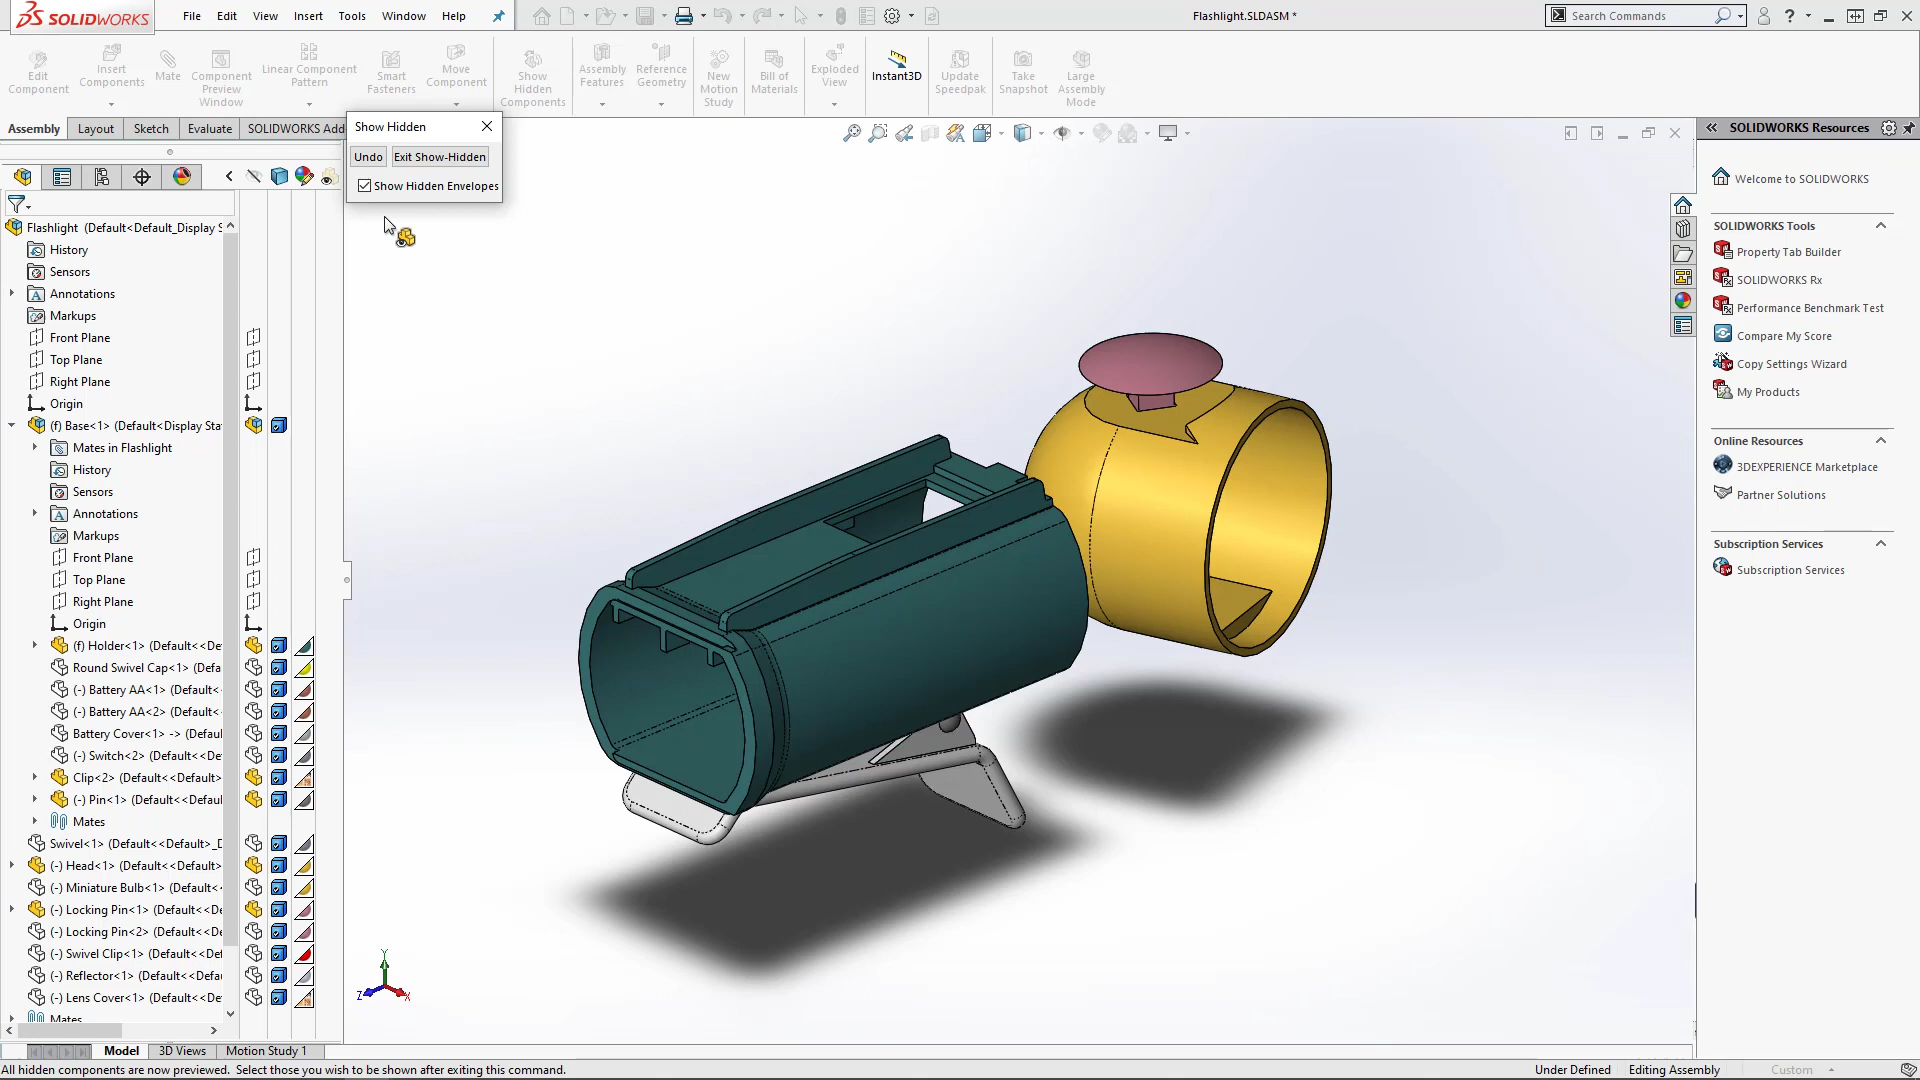 SOLIDWORKS
File
Edit
View
Insert
Tools
Window
Help
Flashlight.SLDASM *
Search Commands
Edit
Component
Insert
Components
Mate
Component
Preview
Window
Linear Component
Pattern
Smart
Fasteners
Move
Component
Show
Hidden
Components
Assembly
Features
Reference
Geometry
New
Motion
Study
Bill of
Materials
Exploded
View
Instant3D
Update
Speedpak
Take
Snapshot
Large
Assembly
Mode
Assembly
Layout
Sketch
Evaluate
SOLIDWORKS Add
Show Hidden
Undo
Exit Show-Hidden
Show Hidden Envelopes
Flashlight (Default<Default_Display S
History
Sensors
Annotations
Markups
Front Plane
Top Plane
Right Plane
Origin
(f) Base<1> (Default<Display Sta
Mates in Flashlight
History
Sensors
Annotations
Markups
Front Plane
Top Plane
Right Plane
Origin
(f) Holder<1> (Default<<De
Round Swivel Cap<1> (Defa
(-) Battery AA<1> (Default<
(-) Battery AA<2> (Default<
Battery Cover<1> -> (Defaul
(-) Switch<2> (Default<<De
Clip<2> (Default<<Default>
(-) Pin<1> (Default<<Defaul
Mates
Swivel<1> (Default<<Default>_D
(-) Head<1> (Default<<Default>
(-) Miniature Bulb<1> (Default<
(-) Locking Pin<1> (Default<<De
(-) Locking Pin<2> (Default<<De
(-) Swivel Clip<1> (Default<<Def
(-) Reflector<1> (Default<<Defa
(-) Lens Cover<1> (Default<<De
Mates
Y
Z
X
SOLIDWORKS Resources
Welcome to SOLIDWORKS
SOLIDWORKS Tools
Property Tab Builder
SOLIDWORKS Rx
Performance Benchmark Test
Compare My Score
Copy Settings Wizard
My Products
Online Resources
3DEXPERIENCE Marketplace
Partner Solutions
Subscription Services
Subscription Services
Model
3D Views
Motion Study 1
All hidden components are now previewed. Select those you wish to be shown after exiting this command.
Under Defined
Editing Assembly
Custom